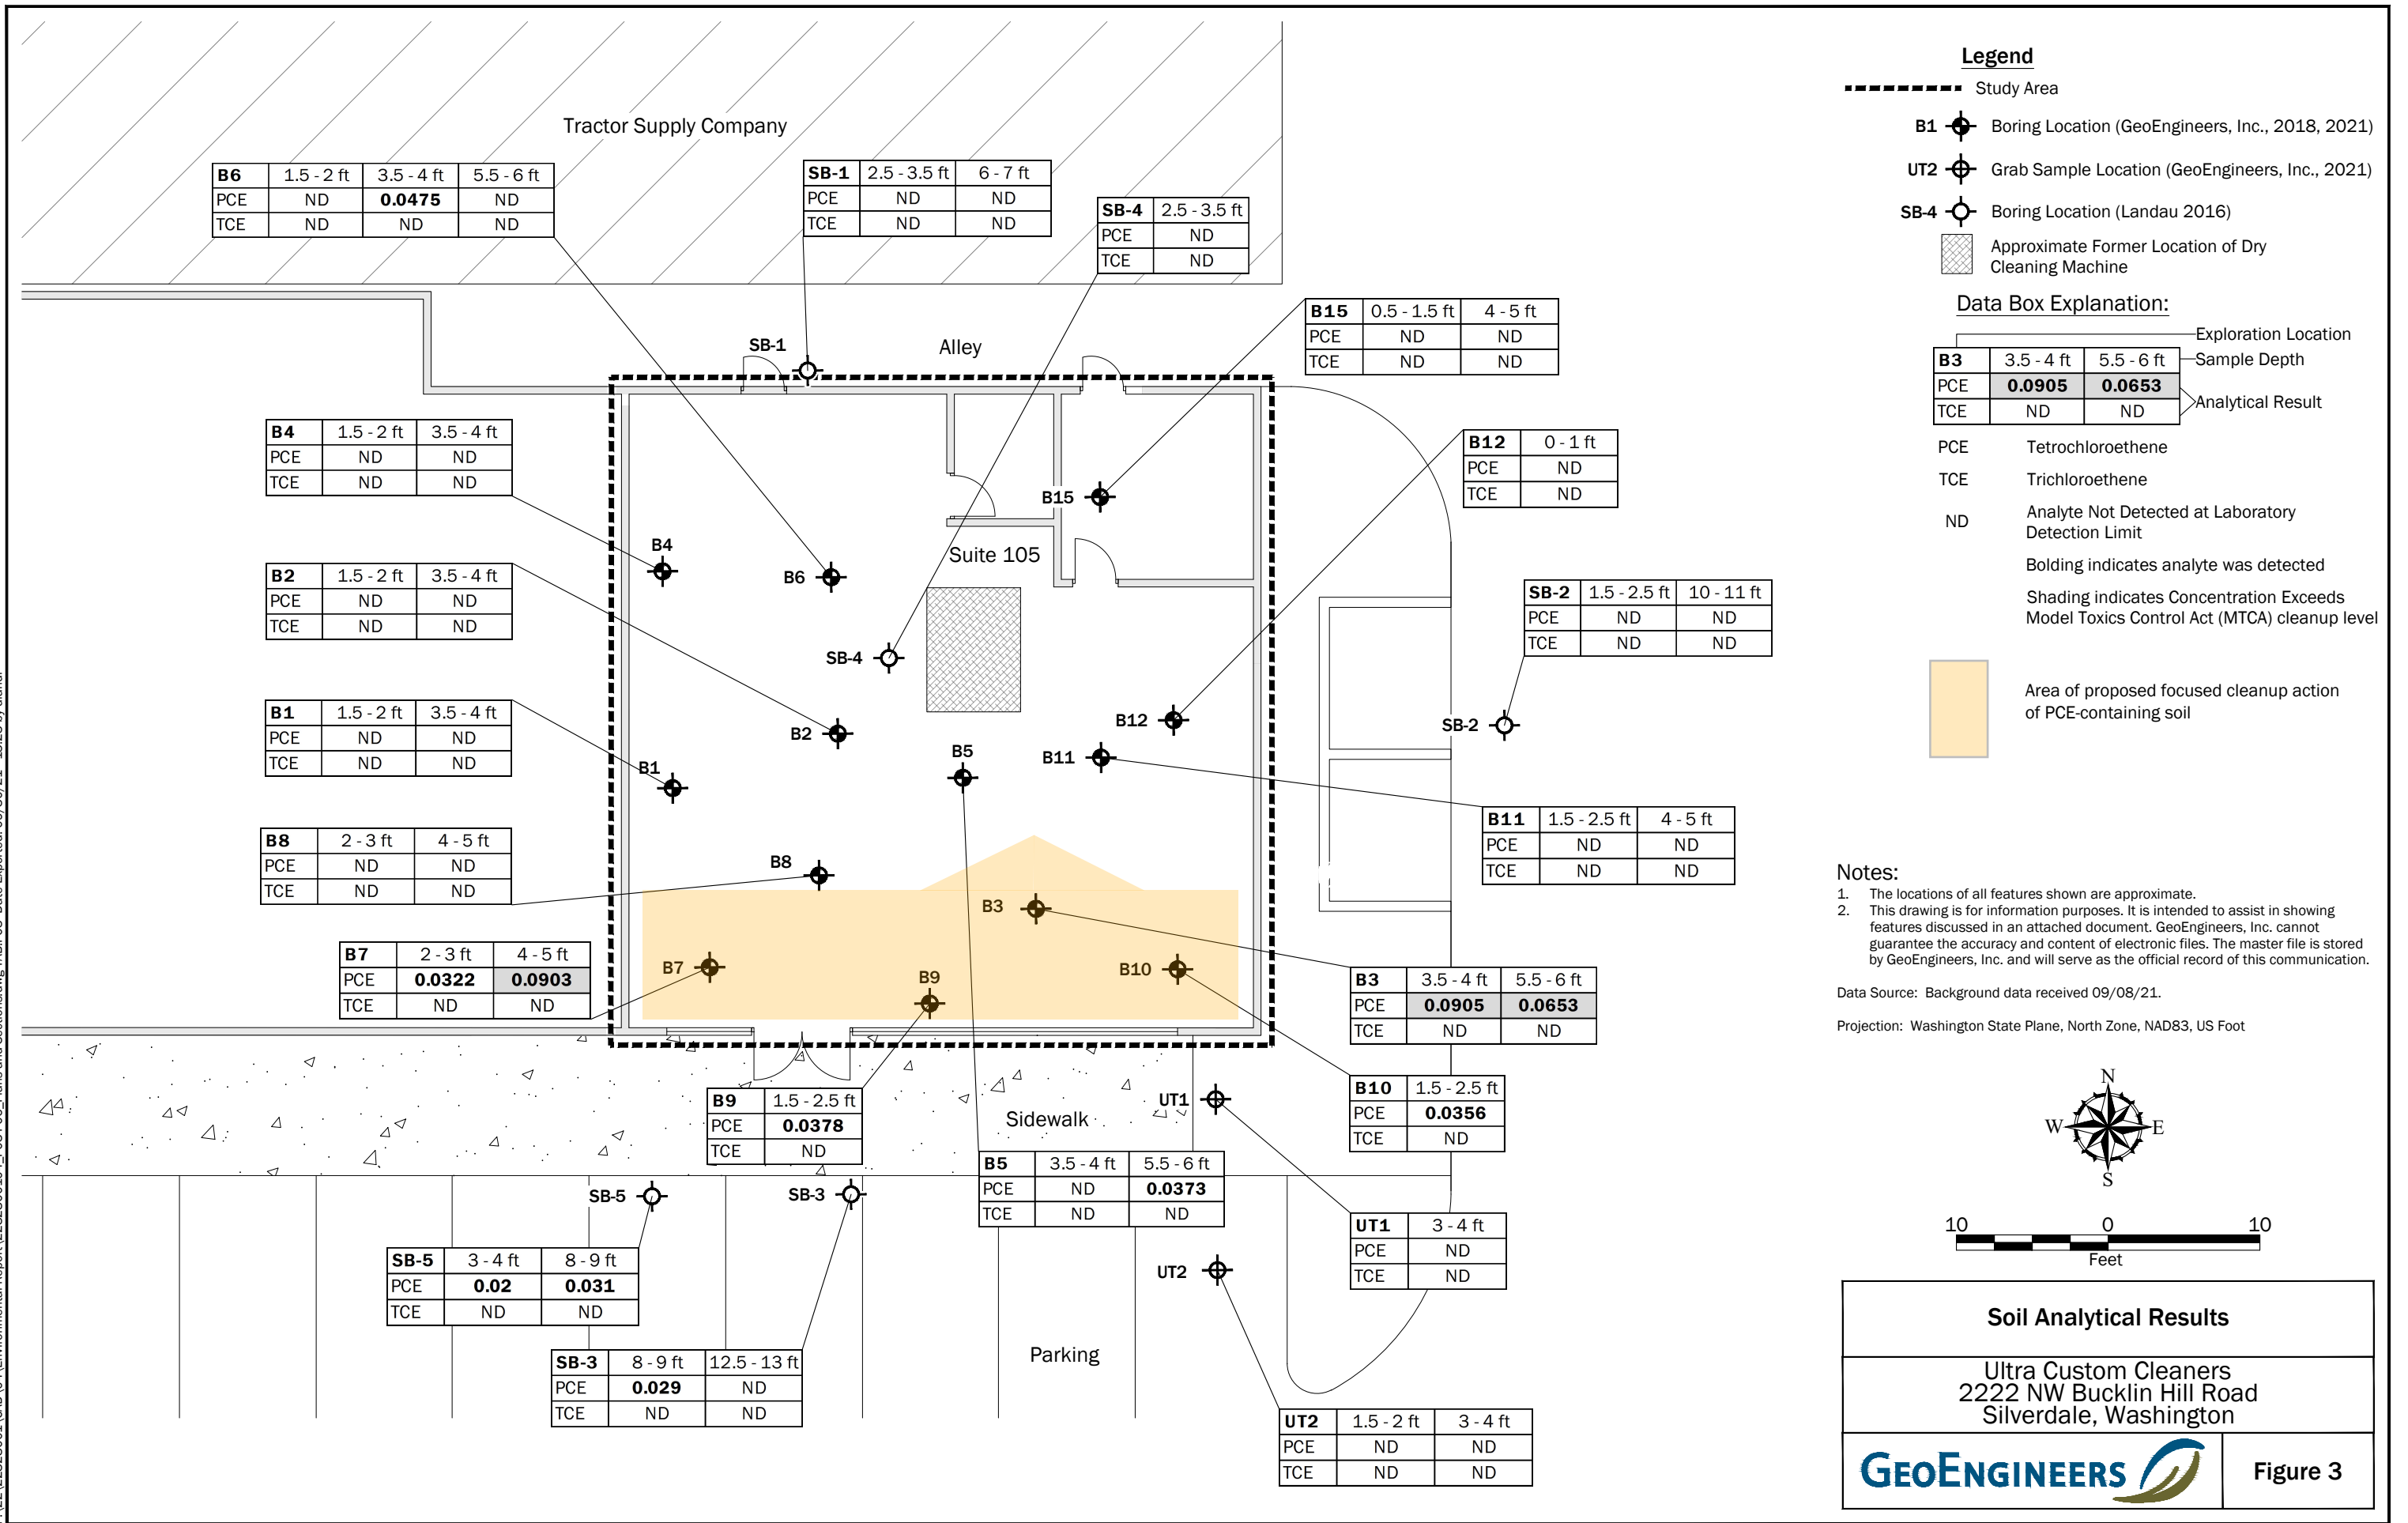 Tractor Supply Company
B6 1.5 - 2 ft 3.5 - 4 ft 5.5 - 6 ft
PCE ND 0.0475 ND
TCE ND ND ND
SB-1 2.5 - 3.5 ft 6 - 7 ft
PCE ND ND
TCE ND ND
SB-4 2.5 - 3.5 ft
PCE ND
TCE ND
B15 0.5 - 1.5 ft 4 - 5 ft
PCE ND ND
TCE ND ND
SB-1
Alley
B4 1.5 - 2 ft 3.5 - 4 ft
PCE ND ND
TCE ND ND
B12 0 - 1 ft
PCE ND
TCE ND
B15
B4
Suite 105
B6
B2 1.5 - 2 ft 3.5 - 4 ft
PCE ND ND
TCE ND ND
SB-2 1.5 - 2.5 ft 10 - 11 ft
PCE ND ND
TCE ND ND
SB-4
B1 1.5 - 2 ft 3.5 - 4 ft
PCE ND ND
TCE ND ND
B12
SB-2
B2
B5
B11
B1
B11 1.5 - 2.5 ft 4 - 5 ft
PCE ND ND
TCE ND ND
B8 2 - 3 ft 4 - 5 ft
PCE ND ND
TCE ND ND
B8
B3
B7 2 - 3 ft 4 - 5 ft
PCE 0.0322 0.0903
TCE ND ND
B7
B9
B10
B3 3.5 - 4 ft 5.5 - 6 ft
PCE 0.0905 0.0653
TCE ND ND
B10 1.5 - 2.5 ft
PCE 0.0356
TCE ND
B9 1.5 - 2.5 ft
PCE 0.0378
TCE ND
UT1
Sidewalk
B5 3.5 - 4 ft 5.5 - 6 ft
PCE ND 0.0373
TCE ND ND
SB-5
SB-3
UT1 3 - 4 ft
PCE ND
TCE ND
SB-5 3 - 4 ft 8 - 9 ft
PCE 0.02 0.031
TCE ND ND
UT2
SB-3 8 - 9 ft 12.5 - 13 ft
PCE 0.029 ND
TCE ND ND
Parking
UT2 1.5 - 2 ft 3 - 4 ft
PCE ND ND
TCE ND ND
Legend
Study Area
B1 Boring Location (GeoEngineers, Inc., 2018, 2021)
UT2 Grab Sample Location (GeoEngineers, Inc., 2021)
SB-4 Boring Location (Landau 2016)
Approximate Former Location of Dry
Cleaning Machine
Data Box Explanation:
Exploration Location
B3 3.5 - 4 ft 5.5 - 6 ft Sample Depth
PCE 0.0905 0.0653
Analytical Result
TCE ND ND
PCE Tetrochloroethene
TCE Trichloroethene
ND Analyte Not Detected at Laboratory
Detection Limit
Bolding indicates analyte was detected
Shading indicates Concentration Exceeds
Model Toxics Control Act (MTCA) cleanup level
Area of proposed focused cleanup action
of PCE-containing soil
Notes:
1. The locations of all features shown are approximate.
2. This drawing is for information purposes. It is intended to assist in showing
features discussed in an attached document. GeoEngineers, Inc. cannot
guarantee the accuracy and content of electronic files. The master file is stored
by GeoEngineers, Inc. and will serve as the official record of this communication.
Data Source: Background data received 09/08/21.
Projection: Washington State Plane, North Zone, NAD83, US Foot
N
W E
S
10 0 10
Feet
Soil Analytical Results
Ultra Custom Cleaners
2222 NW Bucklin Hill Road
Silverdale, Washington
GEOENGINEERS
Figure 3